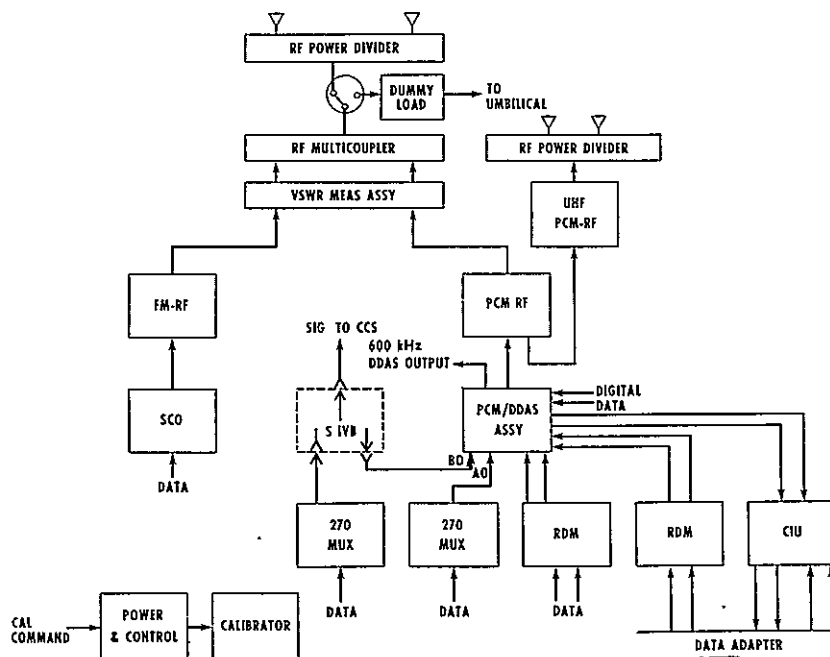 RF POWER DIVIDER
DUMMY
LOAD
TO
UMBILICAL
RF MULTICOUPLER
RF POWER DIVIDER
VSWR MEAS ASSY
UHF
PCM-RF
FM-RF
PCM RF
SIG TO CCS
600 kHz
DDAS OUTPUT
SCO
S IVB
PCM/DDAS
ASSY
DIGITAL
DATA
BO
AO
DATA
270
MUX
270
MUX
RDM
RDM
CIU
DATA
DATA
DATA
CAL
COMMAND
POWER
& CONTROL
CALIBRATOR
DATA ADAPTER